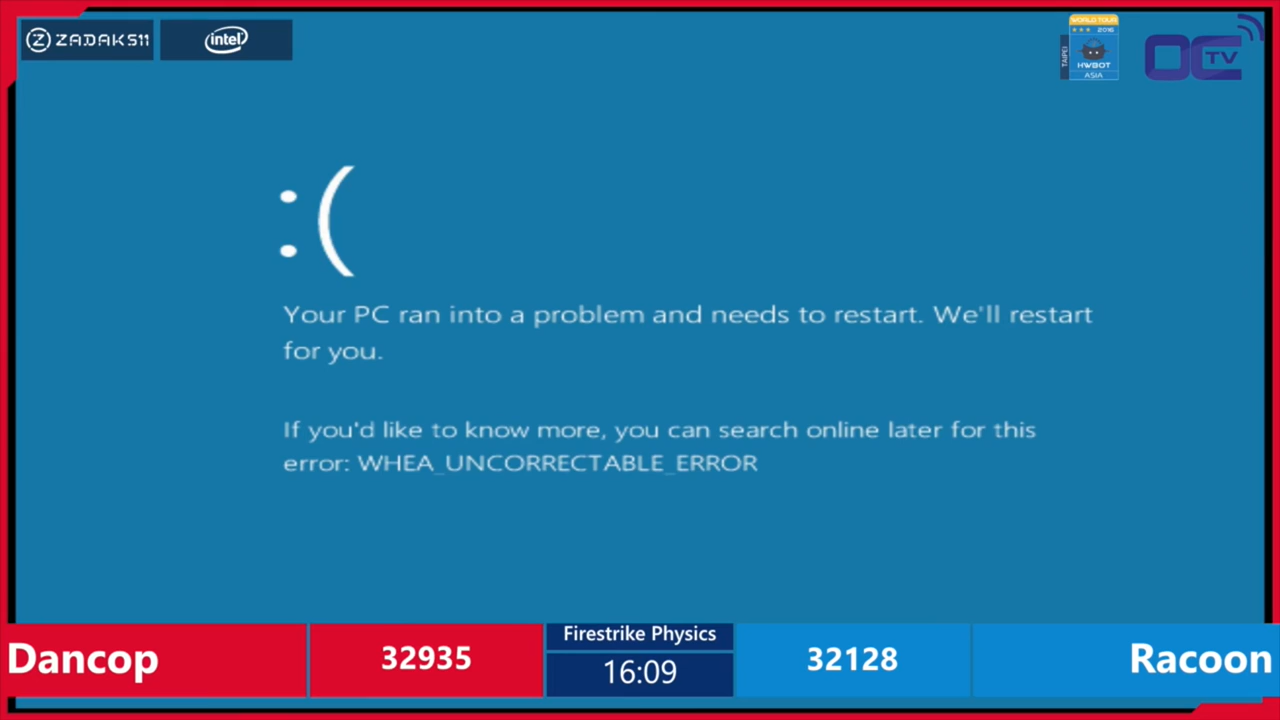 ZADAK511
intel
WORLD TOUR
2016
TAIPEI
HWBOT
ASIA
OC TV
:(
Your PC ran into a problem and needs to restart. We'll restart
for you.
If you'd like to know more, you can search online later for this
error: WHEA_UNCORRECTABLE_ERROR
Dancop
32935
Firestrike Physics
16:09
32128
Racoon